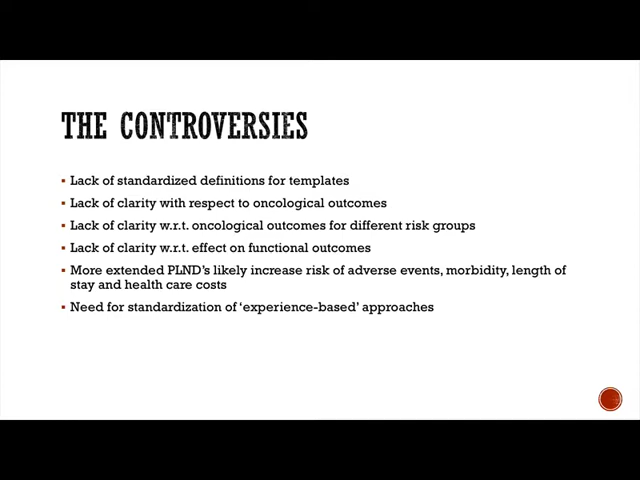 THE CONTROVERSIES
▪ Lack of standardized definitions for templates
▪ Lack of clarity with respect to oncological outcomes
▪ Lack of clarity w.r.t. oncological outcomes for different risk groups
▪ Lack of clarity w.r.t. effect on functional outcomes
▪ More extended PLND's likely increase risk of adverse events, morbidity, length of
stay and health care costs
▪ Need for standardization of 'experience-based' approaches